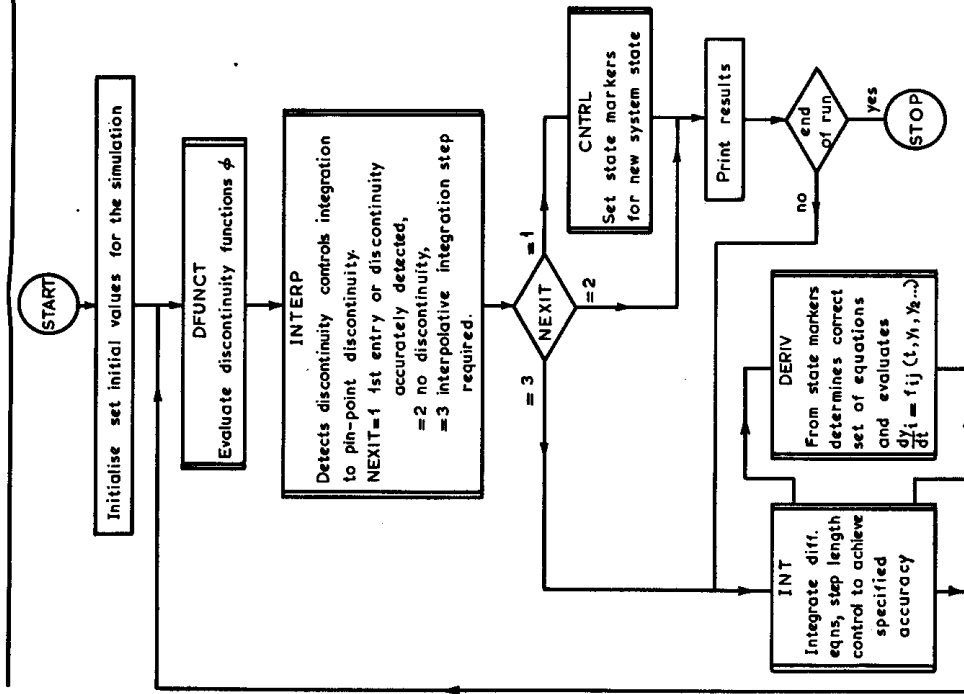 START
Initialise set initial values for the simulation
DFUNCT
Evaluate discontinuity functions ϕ
INTERP
Detects discontinuity controls integration
to pin-point discontinuity.
NEXIT=1 1st entry or discontinuity
accurately detected,
=2 no discontinuity,
=3 interpolative integration step
required.
NEXIT
=1
=2
=3
CNTRL
Set state markers
for new system state
Print results
end
of run
no
yes
STOP
INT
Integrate diff.
eqns, step length
control to achieve
specified
accuracy
DERIV
From state markers
determines correct
set of equations
and evaluates
dy/dt i = fij (t, y₁, y₂...)